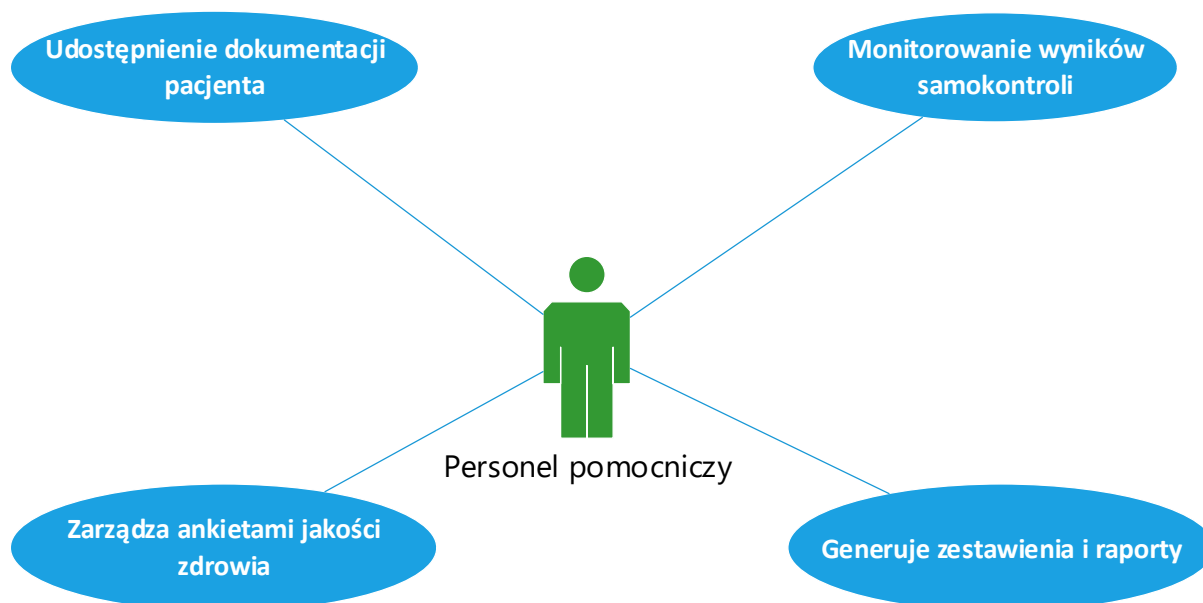 Udostępnienie dokumentacji
pacjenta
Monitorowanie wyników
samokontroli
Personel pomocniczy
Zarządza ankietami jakości
zdrowia
Generuje zestawienia i raporty